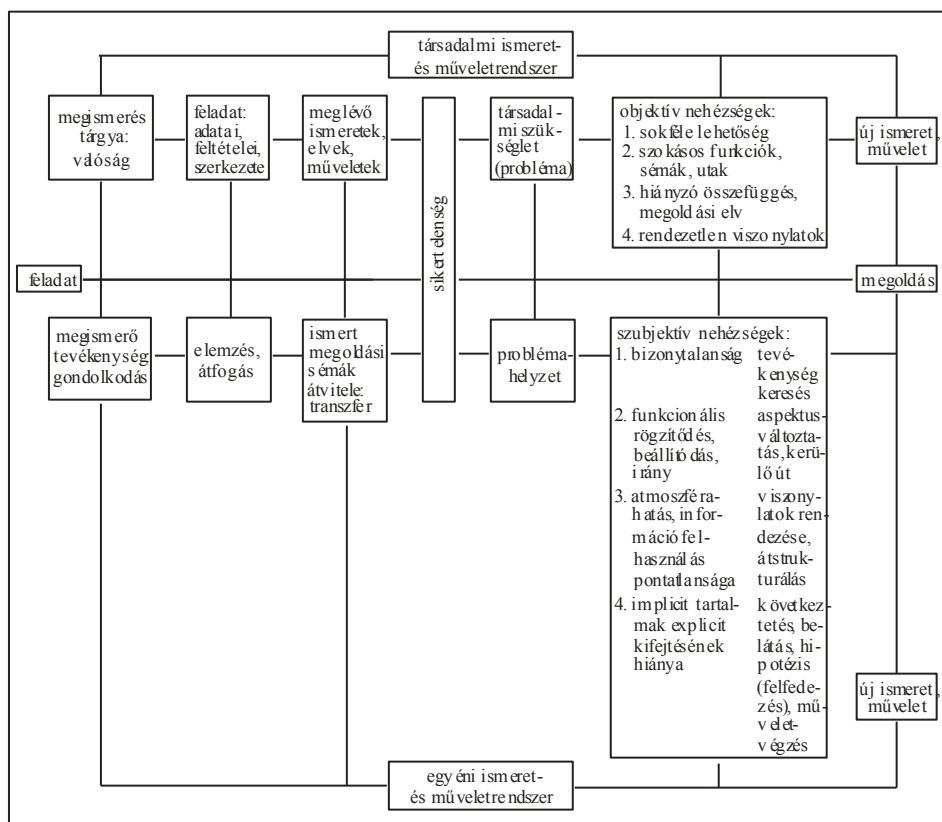 társadalmi ismeret-
és műveletrendszer
megismerés
tárgya:
valóság
feladat:
adatai,
feltételei,
szerkezete
meglévő
ismeretek,
elvek,
műveletek
sikertelenség
társadal-
mi szük-
séglet
(probléma)
objektív nehézségek:
1. sokféle lehetőség
2. szokásos funkciók,
sémák, utak
3. hiányzó összefüggés,
megoldási elv
4. rendezetlen viszonylatok
új ismeret,
művelet
feladat
megoldás
megismerő
tevékenység
gondolkodás
elemzés,
átfogás
ismert
megoldási
sémák
átvitele:
transzfer
probléma-
helyzet
szubjektív nehézségek:
1. bizonytalanság
tevé-
kenység
keresés
2. funkcionális
rögzítődés,
beállítódás,
irány
aspektus-
változta-
tás, kerü-
lő út
3. atmoszféra-
hatás, infor-
máció fel-
használás
pontatlansága
viszony-
latok ren-
dezése,
átstruk-
turálás
4. implicit tartal-
mak explicit
kifejtésének
hiánya
következ-
tetés, be-
látás, hi-
potézis
(felfede-
zés), mű-
velet-
végzés
új ismeret,
művelet
egyéni ismeret-
és műveletrendszer